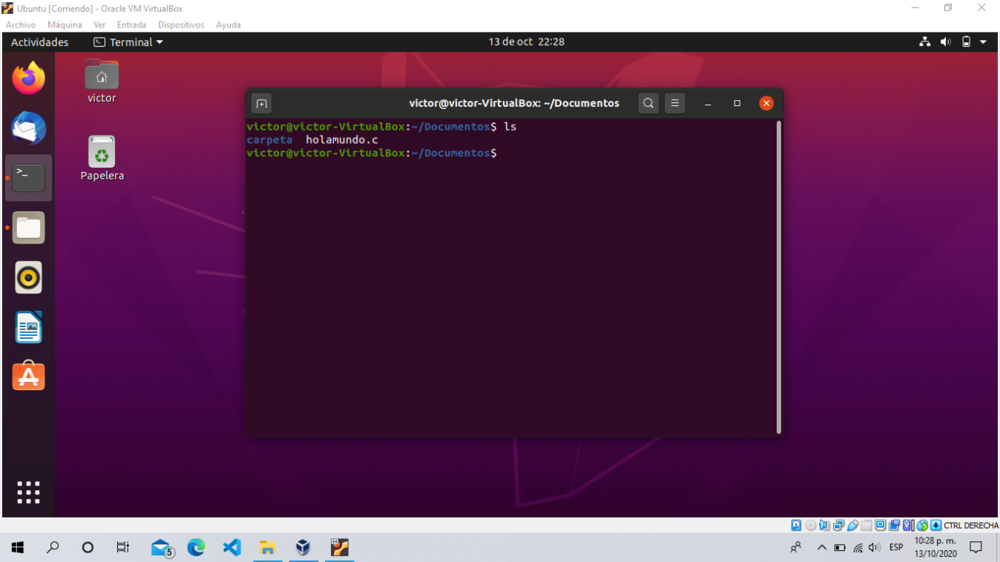 Ubuntu [Corriendo] - Oracle VM VirtualBox
Archivo Máquina Ver Entrada Dispositivos Ayuda
Actividades Terminal 13 de oct 22:28
victor
Papelera
victor@victor-VirtualBox: ~/Documentos
victor@victor-VirtualBox:~/Documentos$ ls
carpeta holamundo.c
victor@victor-VirtualBox:~/Documentos$
CTRL DERECHA
5
ESP
10:28 p. m.
13/10/2020